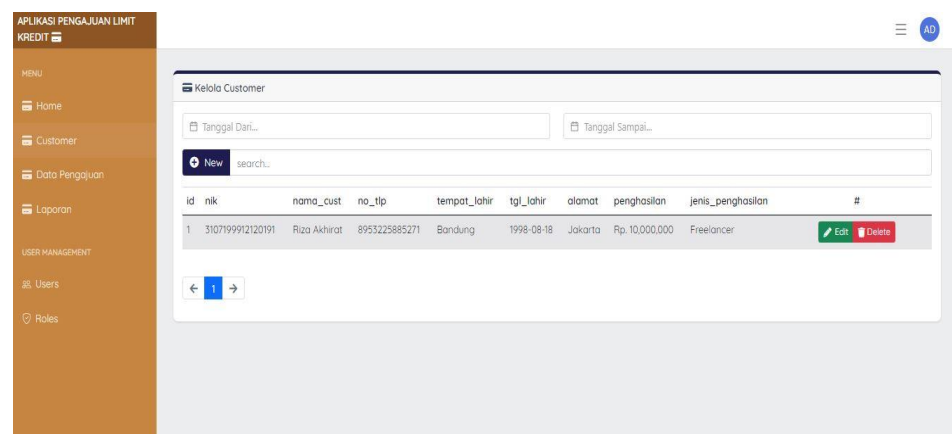 APLIKASI PENGAJUAN LIMIT
KREDIT
AD
MENU
Home
Customer
Data Pengajuan
Laporan
USER MANAGEMENT
Users
Roles
Kelola Customer
Tanggal Dari... Tanggal Sampai...
New search...
id nik nama_cust no_tlp tempat_lahir tgl_lahir alamat penghasilan jenis_penghasilan #
1 3107199912120191 Riza Akhirat 8953225885271 Bandung 1998-08-18 Jakarta Rp. 10,000,000 Freelancer Edit Delete
1